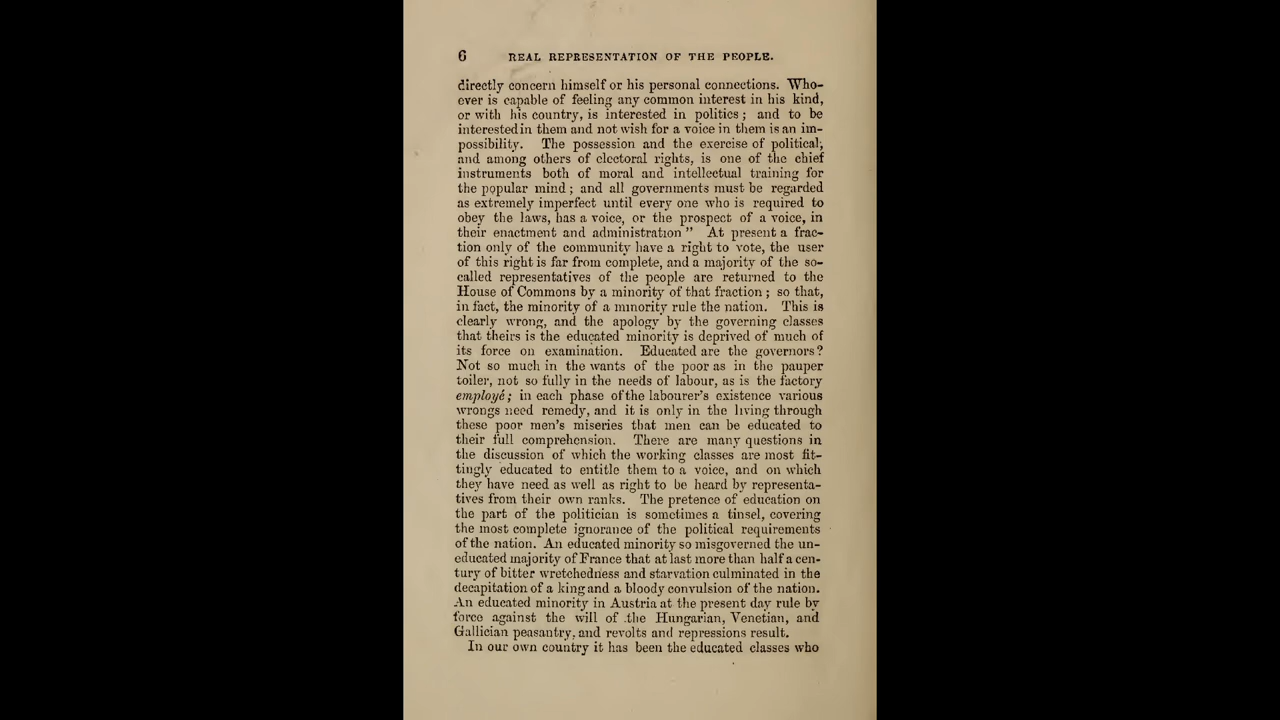 6 REAL REPRESENTATION OF THE PEOPLE.
directly concern himself or his personal connections. Who-
ever is capable of feeling any common interest in his kind,
or with his country, is interested in politics; and to be
interested in them and not wish for a voice in them is an im-
possibility. The possession and the exercise of political,
and among others of electoral rights, is one of the chief
instruments both of moral and intellectual training for
the popular mind; and all governments must be regarded
as extremely imperfect until every one who is required to
obey the laws, has a voice, or the prospect of a voice, in
their enactment and administration" At present a frac-
tion only of the community have a right to vote, the user
of this right is far from complete, and a majority of the so-
called representatives of the people are returned to the
House of Commons by a minority of that fraction; so that,
in fact, the minority of a minority rule the nation. This is
clearly wrong, and the apology by the governing classes
that theirs is the educated minority is deprived of much of
its force on examination. Educated are the governors?
Not so much in the wants of the poor as in the pauper
toiler, not so fully in the needs of labour, as is the factory
employé; in each phase of the labourer's existence various
wrongs need remedy, and it is only in the living through
these poor men's miseries that men can be educated to
their full comprehension. There are many questions in
the discussion of which the working classes are most fit-
tingly educated to entitle them to a voice, and on which
they have need as well as right to be heard by representa-
tives from their own ranks. The pretence of education on
the part of the politician is sometimes a tinsel, covering
the most complete ignorance of the political requirements
of the nation. An educated minority so misgoverned the un-
educated majority of France that at last more than half a cen-
tury of bitter wretchedness and starvation culminated in the
decapitation of a king and a bloody convulsion of the nation.
An educated minority in Austria at the present day rule by
force against the will of the Hungarian, Venetian, and
Gallician peasantry, and revolts and repressions result.
In our own country it has been the educated classes who